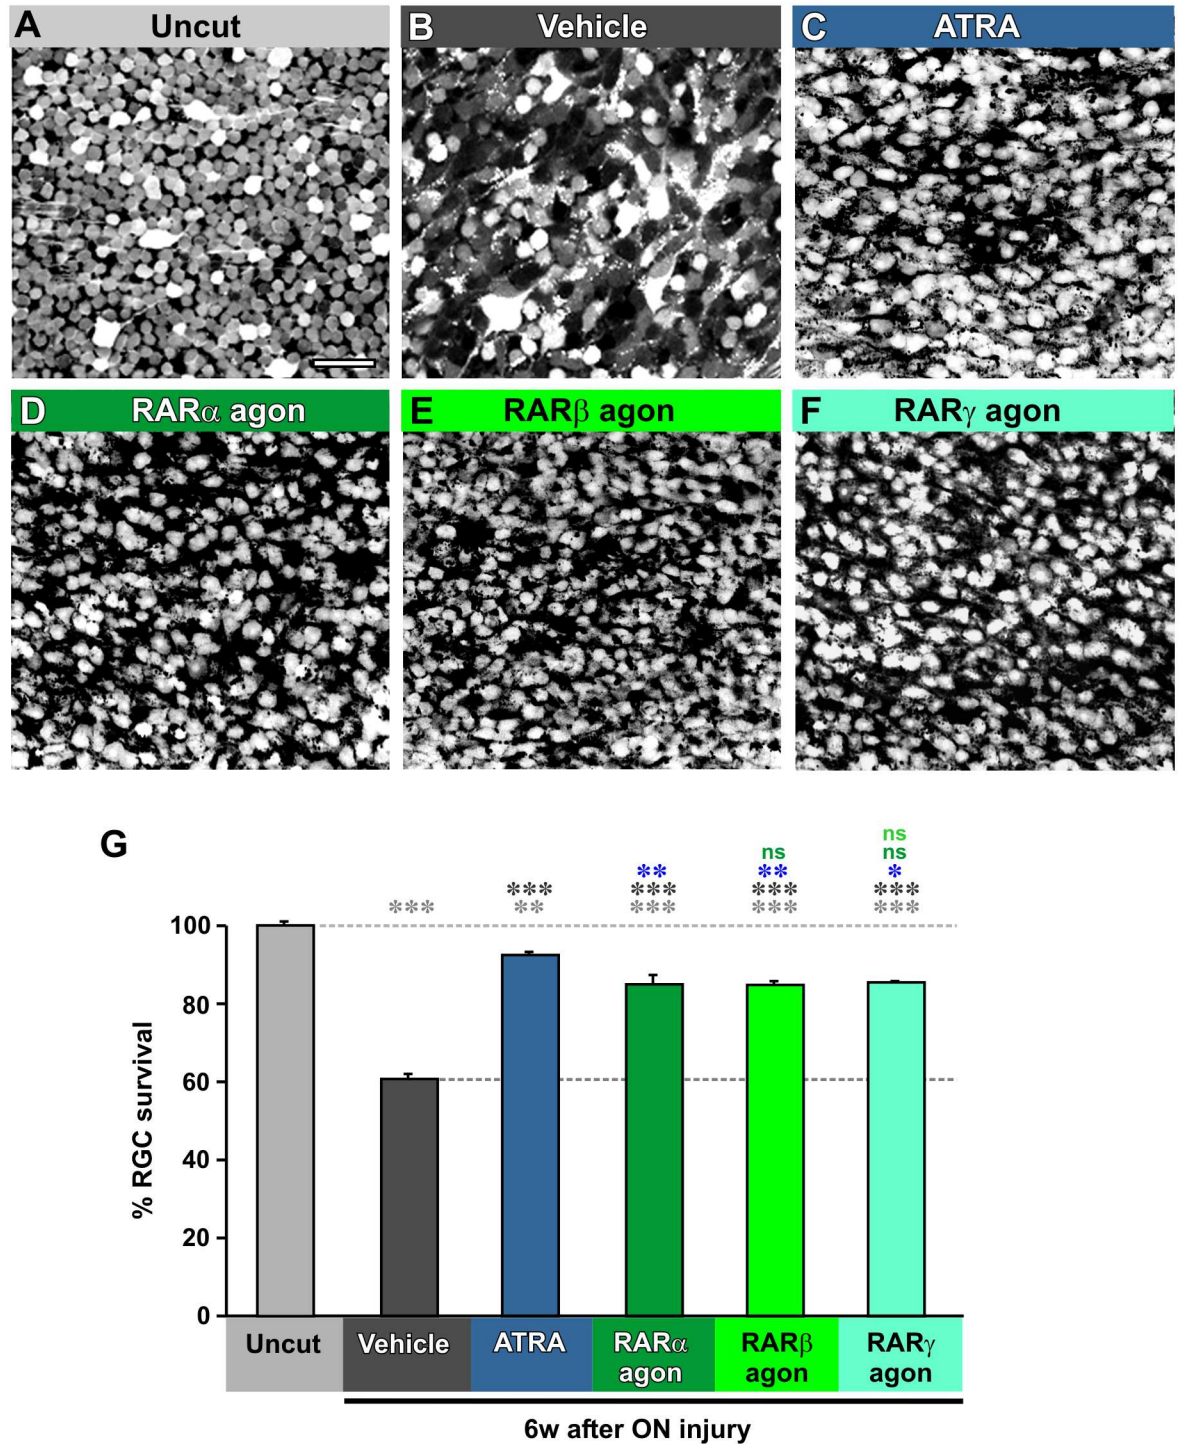 A Uncut
B Vehicle
C ATRA
D RARα agon
E RARβ agon
F RARγ agon
G
ns
ns ns
** ** *
*** *** *** ***
*** ** *** *** ***
100
80
60
40
20
0
% RGC survival
Uncut Vehicle ATRA RARα agon RARβ agon RARγ agon
6w after ON injury